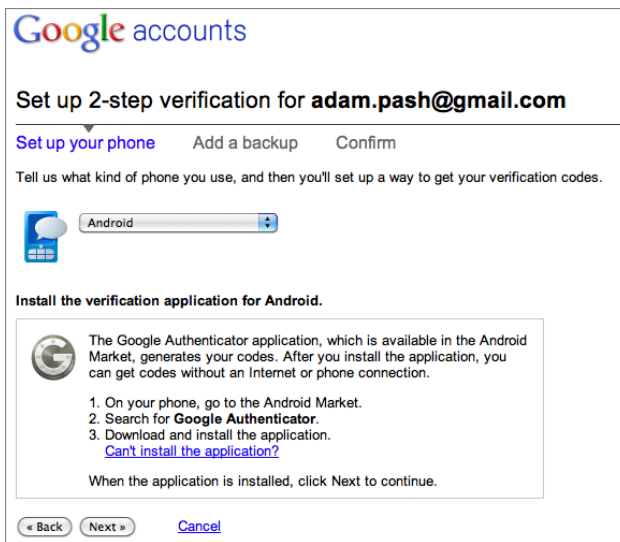 Google accounts
Set up 2-step verification for adam.pash@gmail.com
Set up your phone Add a backup Confirm
Tell us what kind of phone you use, and then you'll set up a way to get your verification codes.
Android
Install the verification application for Android.
The Google Authenticator application, which is available in the Android
Market, generates your codes. After you install the application, you
can get codes without an Internet or phone connection.
1. On your phone, go to the Android Market.
2. Search for Google Authenticator.
3. Download and install the application.
Can't install the application?
When the application is installed, click Next to continue.
« Back Next » Cancel